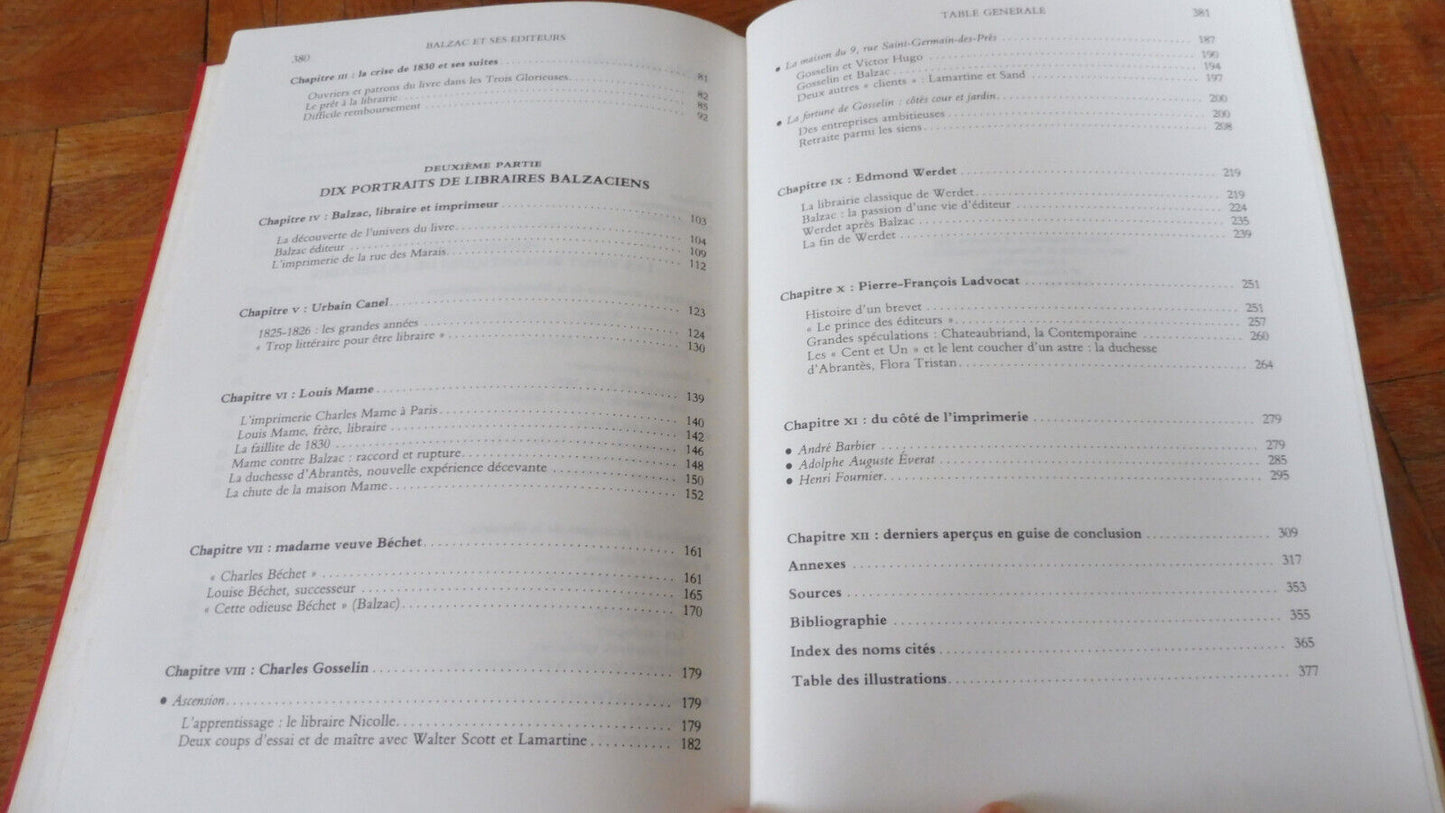 380
BALZAC ET SES EDITEURS
Chapitre III : la crise de 1830 et ses suites 81
Ouvriers et patrons du livre dans les Trois Glorieuses. 82
Le prêt à la librairie 85
Difficile remboursement 92
DEUXIÈME PARTIE
DIX PORTRAITS DE LIBRAIRES BALZACIENS
Chapitre IV : Balzac, libraire et imprimeur 103
La découverte de l'univers du livre 104
Balzac éditeur 109
L'imprimerie de la rue des Marais 112
Chapitre V : Urbain Canel 123
1825-1826 : les grandes années 124
« Trop littéraire pour être libraire » 130
Chapitre VI : Louis Mame 139
L'imprimerie Charles Mame à Paris 140
Louis Mame, frère, libraire 142
La faillite de 1830 146
Mame contre Balzac : raccord et rupture 148
La duchesse d'Abrantès, nouvelle expérience décevante 150
La chute de la maison Mame 152
Chapitre VII : madame veuve Béchet 161
« Charles Béchet » 161
Louise Béchet, successeur 165
« Cette odieuse Béchet » (Balzac) 170
Chapitre VIII : Charles Gosselin 179
● Ascension 179
L'apprentissage : le libraire Nicolle 179
Deux coups d'essai et de maître avec Walter Scott et Lamartine 182
TABLE GENERALE
381
● La maison du 9, rue Saint-Germain-des-Prés 187
Gosselin et Victor Hugo 190
Gosselin et Balzac 194
Deux autres « clients » : Lamartine et Sand 197
● La fortune de Gosselin : côtés cour et jardin 200
Des entreprises ambitieuses 200
Retraite parmi les siens 208
Chapitre IX : Edmond Werdet 219
La librairie classique de Werdet 219
Balzac : la passion d'une vie d'éditeur 224
Werdet après Balzac 235
La fin de Werdet 239
Chapitre X : Pierre-François Ladvocat 251
Histoire d'un brevet 251
« Le prince des éditeurs » 257
Grandes spéculations : Chateaubriand, la Contemporaine 260
Les « Cent et Un » et le lent coucher d'un astre : la duchesse
d'Abrantès, Flora Tristan 264
Chapitre XI : du côté de l'imprimerie 279
● André Barbier 279
● Adolphe Auguste Éverat 285
● Henri Fournier 295
Chapitre XII : derniers aperçus en guise de conclusion 309
Annexes 317
Sources 353
Bibliographie 355
Index des noms cités 365
Table des illustrations 377